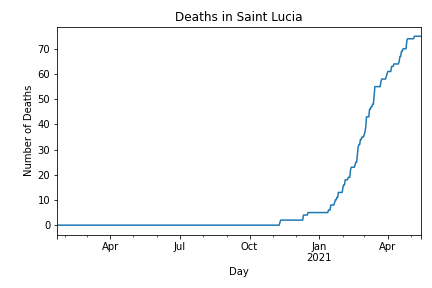 Deaths in Saint Lucia
Number of Deaths
70
60
50
40
30
20
10
0
Apr
Jul
Oct
Jan
2021
Apr
Day